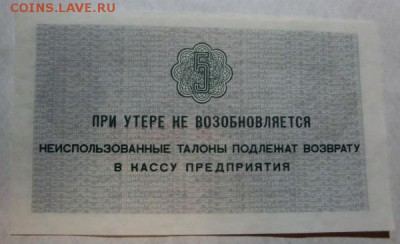 COINS.LAVE.RU
5
ПРИ УТЕРЕ НЕ ВОЗОБНОВЛЯЕТСЯ
НЕИСПОЛЬЗОВАННЫЕ ТАЛОНЫ ПОДЛЕЖАТ ВОЗВРАТУ
В КАССУ ПРЕДПРИЯТИЯ